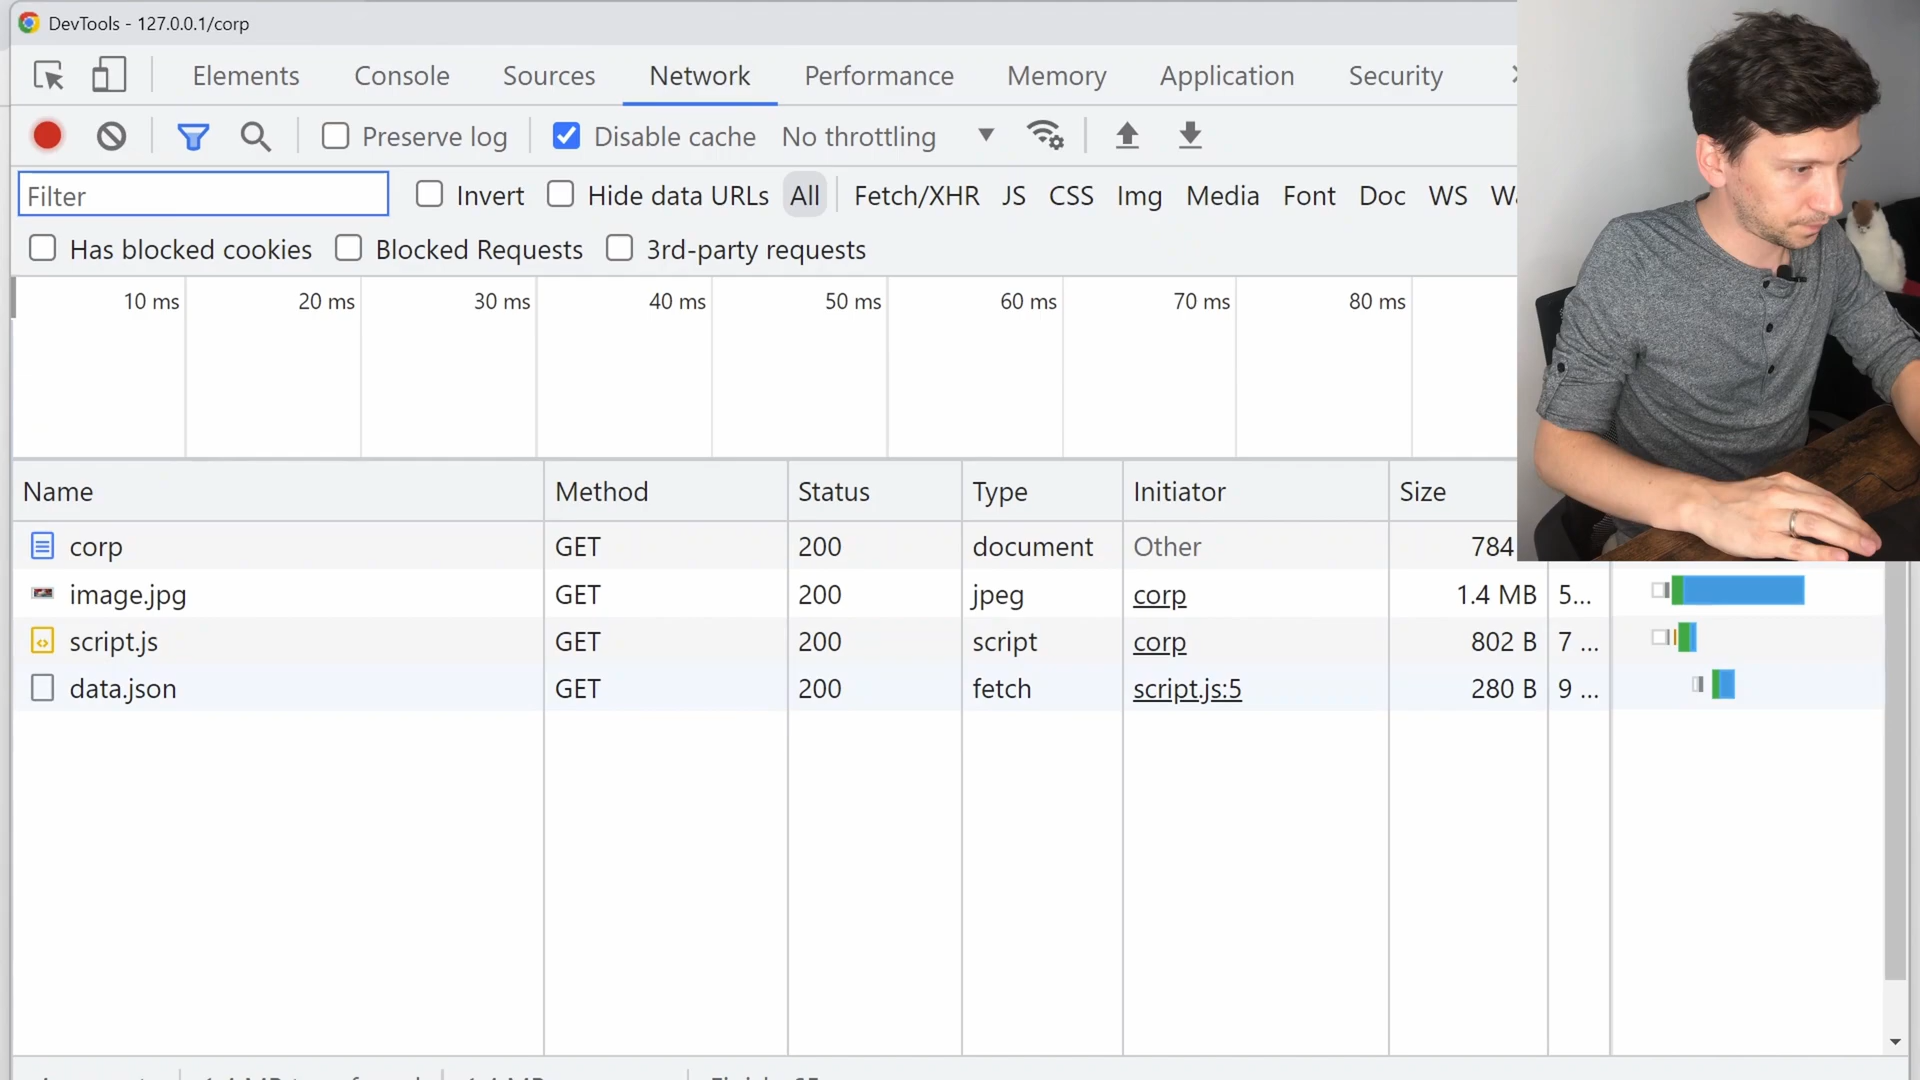 DevTools - 127.0.0.1/corp
Elements Console Sources Network Performance Memory Application Security
Preserve log Disable cache No throttling
Filter Invert Hide data URLs All Fetch/XHR JS CSS Img Media Font Doc WS
Has blocked cookies Blocked Requests 3rd-party requests
10 ms 20 ms 30 ms 40 ms 50 ms 60 ms 70 ms 80 ms
Name Method Status Type Initiator Size
corp GET 200 document Other 784
image.jpg GET 200 jpeg corp 1.4 MB 5...
script.js GET 200 script corp 802 B 7 ...
data.json GET 200 fetch script.js:5 280 B 9 ...